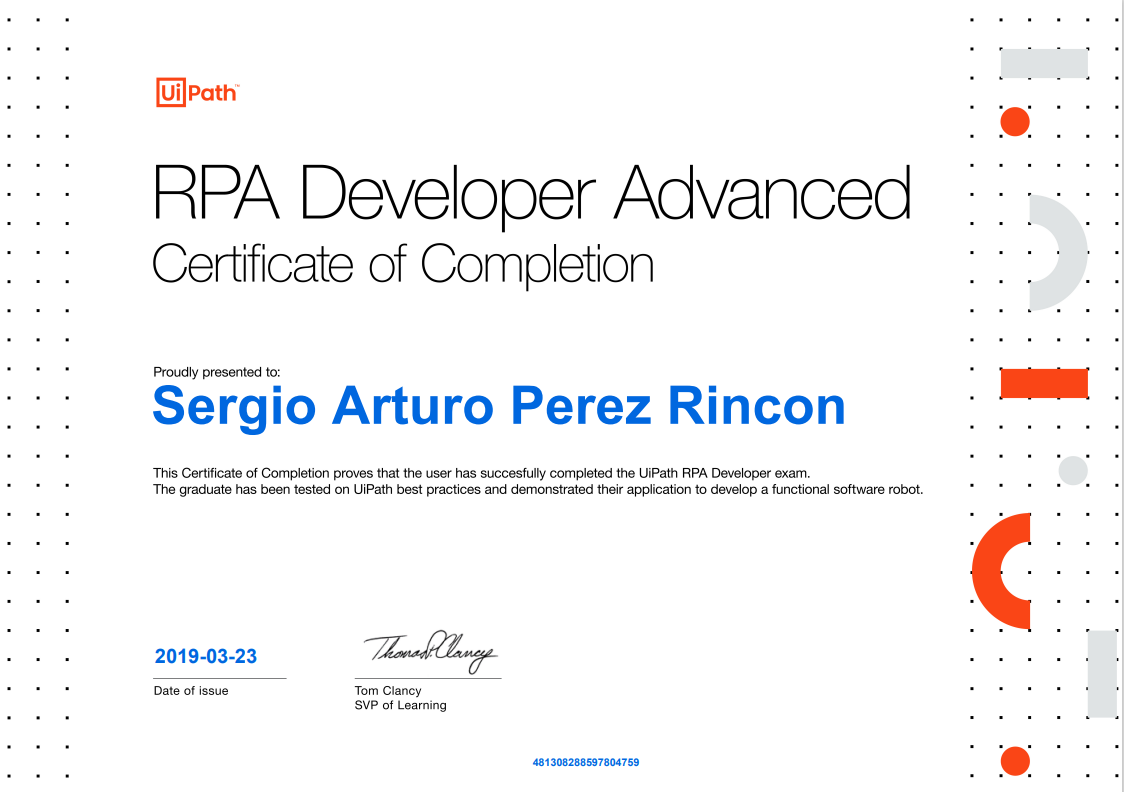 UiPath™
RPA Developer Advanced
Certificate of Completion
Proudly presented to:
Sergio Arturo Perez Rincon
This Certificate of Completion proves that the user has succesfully completed the UiPath RPA Developer exam.
The graduate has been tested on UiPath best practices and demonstrated their application to develop a functional software robot.
2019-03-23
Date of issue
Thomas P. Clancy
Tom Clancy
SVP of Learning
481308288597804759